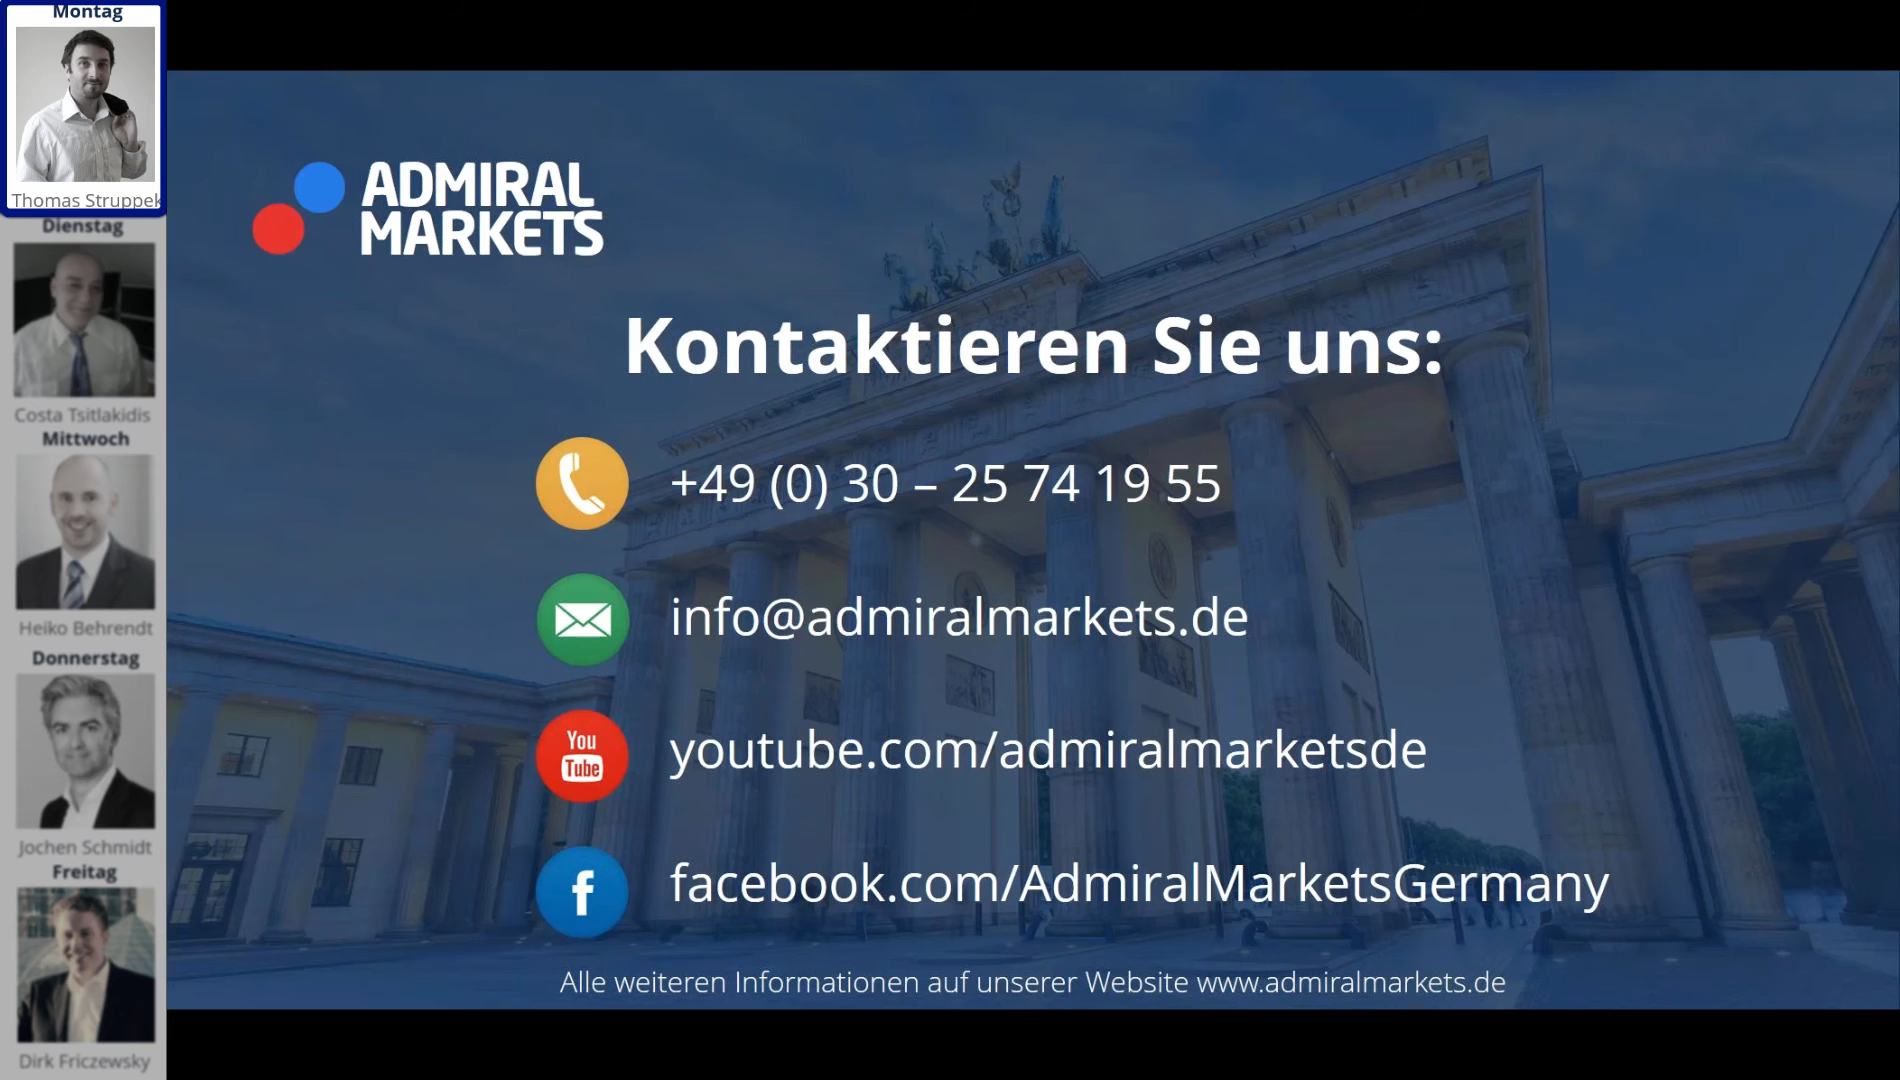 Montag
Thomas Struppek
Dienstag
Costa Tsitlakidis
Mittwoch
Heiko Behrendt
Donnerstag
Jochen Schmidt
Freitag
Dirk Friczewsky
ADMIRAL
MARKETS
Kontaktieren Sie uns:
+49 (0) 30 – 25 74 19 55
info@admiralmarkets.de
You
Tube
youtube.com/admiralmarketsde
f
facebook.com/AdmiralMarketsGermany
Alle weiteren Informationen auf unserer Website www.admiralmarkets.de